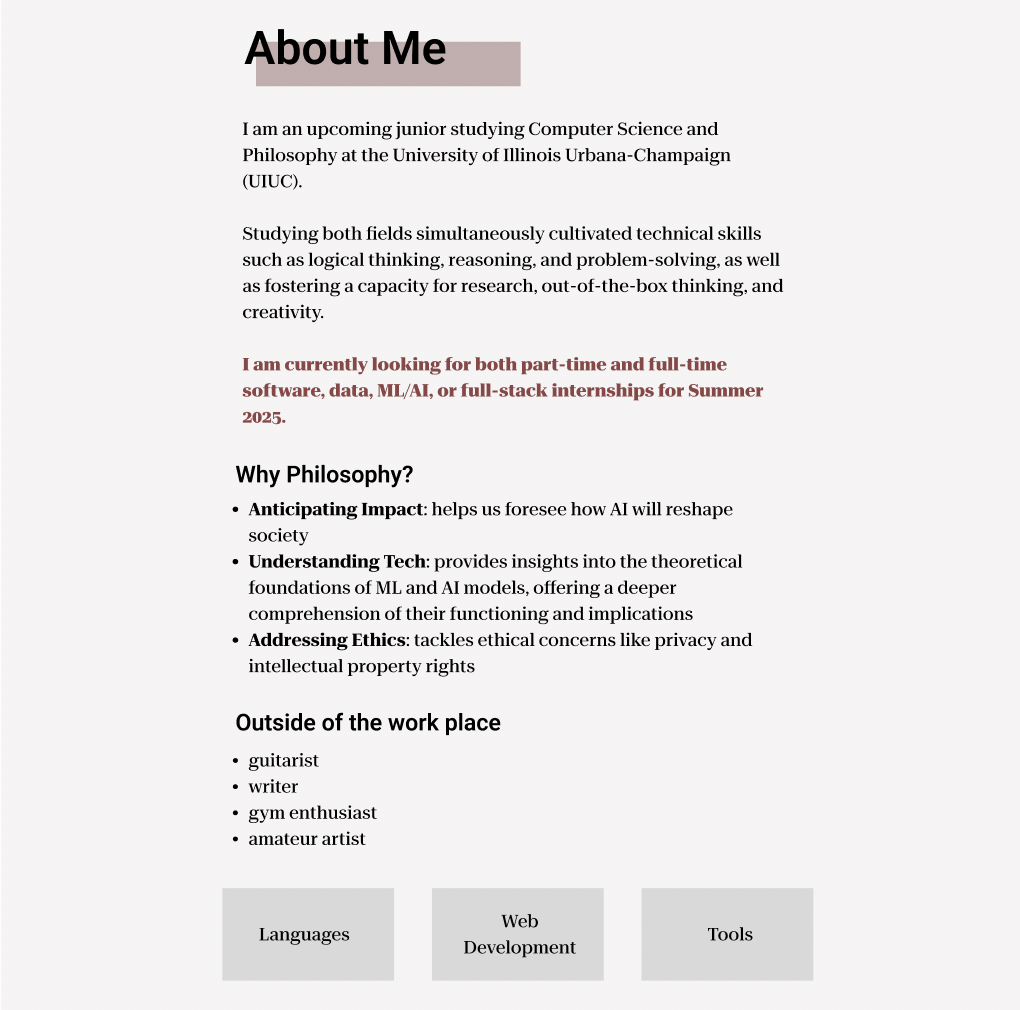 About Me
I am an upcoming junior studying Computer Science and
Philosophy at the University of Illinois Urbana-Champaign
(UIUC).
Studying both fields simultaneously cultivated technical skills
such as logical thinking, reasoning, and problem-solving, as well
as fostering a capacity for research, out-of-the-box thinking, and
creativity.
I am currently looking for both part-time and full-time
software, data, ML/AI, or full-stack internships for Summer
2025.
Why Philosophy?
• Anticipating Impact: helps us foresee how AI will reshape
society
• Understanding Tech: provides insights into the theoretical
foundations of ML and AI models, offering a deeper
comprehension of their functioning and implications
• Addressing Ethics: tackles ethical concerns like privacy and
intellectual property rights
Outside of the work place
• guitarist
• writer
• gym enthusiast
• amateur artist
Languages
Web
Development
Tools